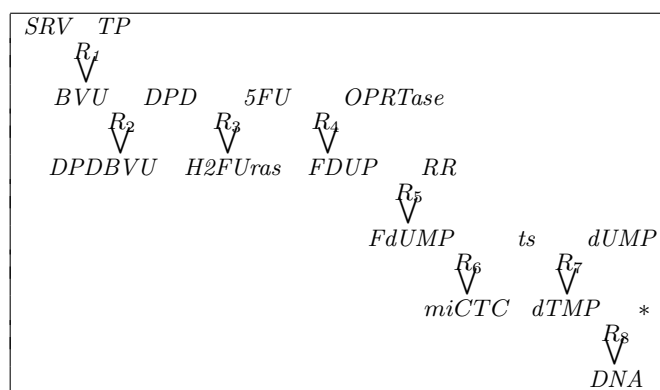 SRV TP
R1
BVU DPD 5FU OPRTase
R2 R3 R4
DPDBVU H2FUras FDUP RR
R5
FdUMP ts dUMP
R6 R7
miCTC dTMP *
R8
DNA